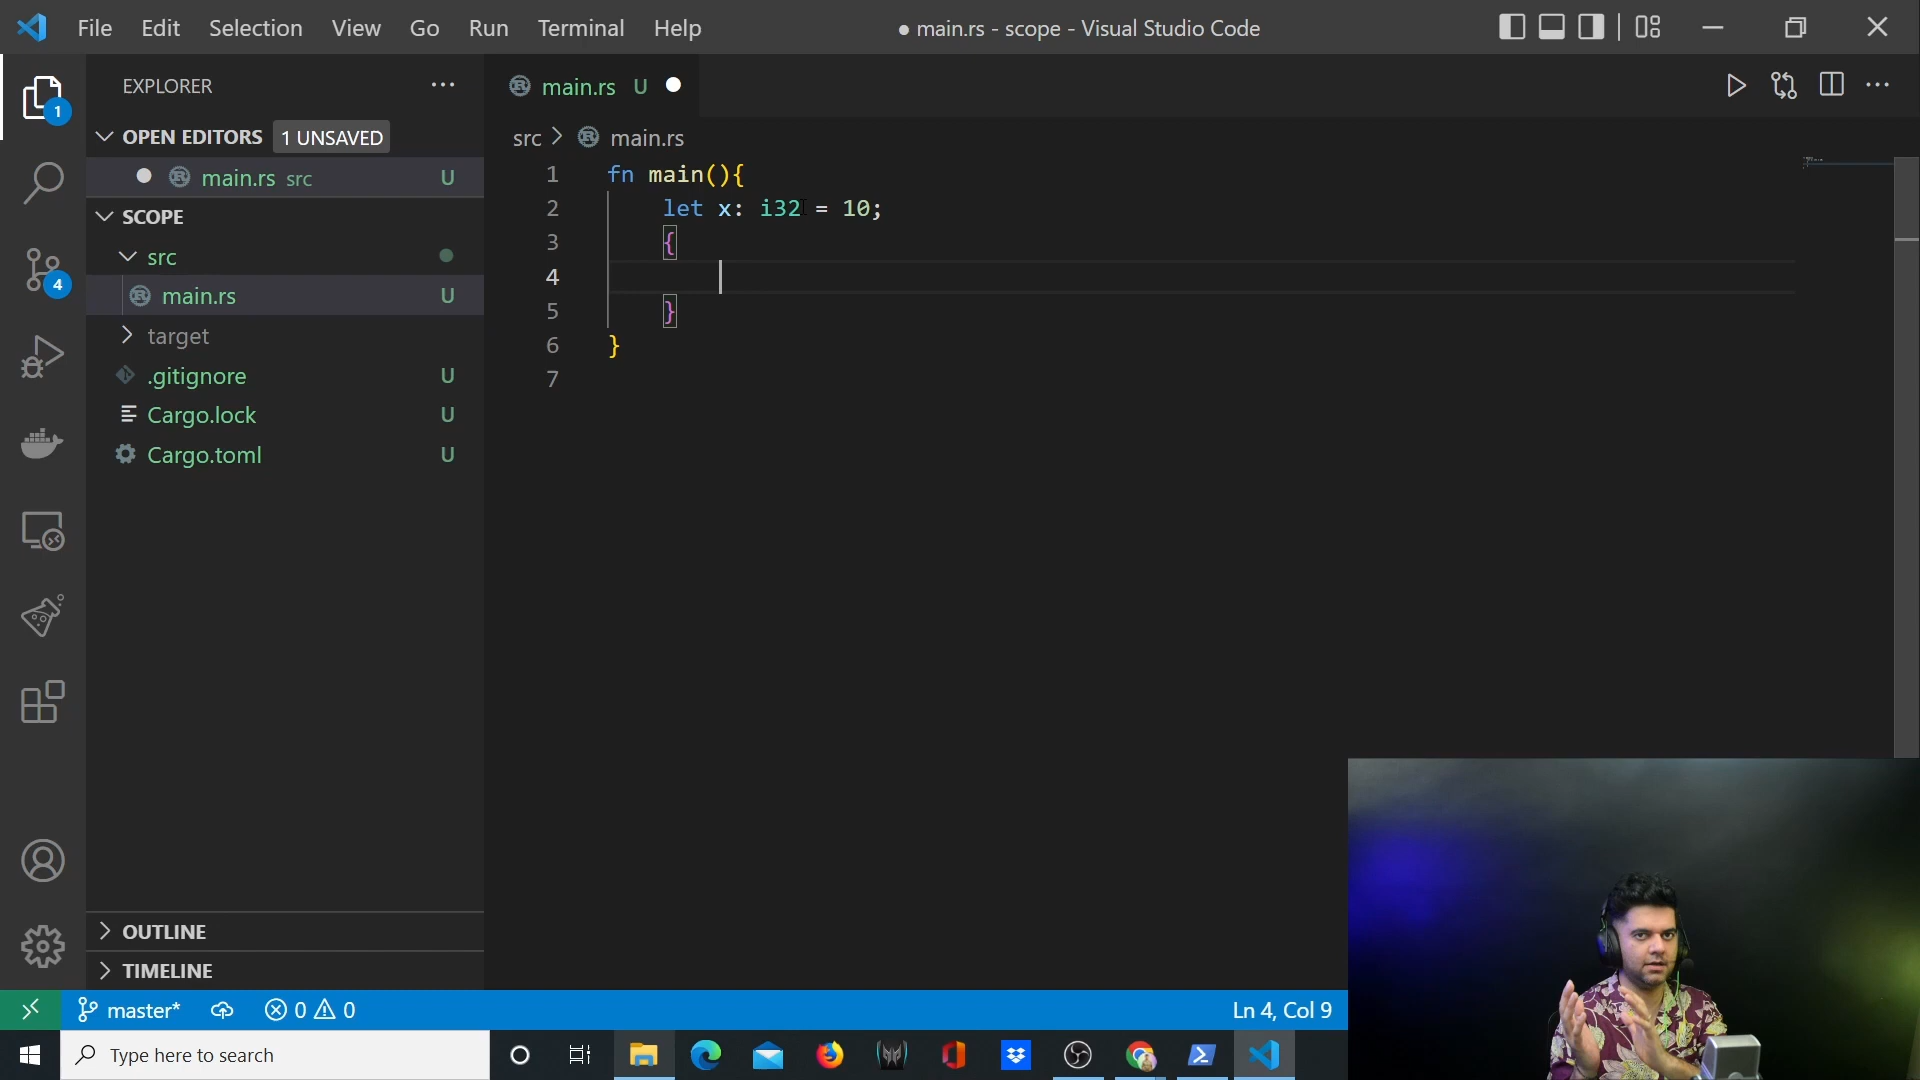 File Edit Selection View Go Run Terminal Help
● main.rs - scope - Visual Studio Code
EXPLORER
1
OPEN EDITORS 1 UNSAVED
main.rs src U
SCOPE
src
main.rs U
target
.gitignore U
Cargo.lock U
Cargo.toml U
4
OUTLINE
TIMELINE
main.rs U
src > main.rs
1 fn main(){
2 let x: i32 = 10;
3 {
4
5 }
6 }
7
master* 0 0
Ln 4, Col 9
Type here to search